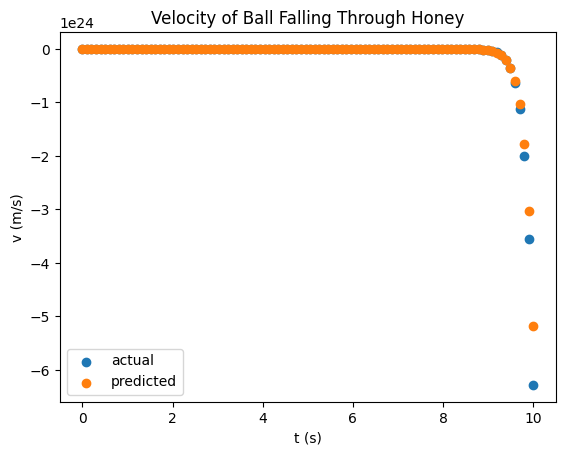 Velocity of Ball Falling Through Honey
1e24
0
-1
-2
-3
-4
-5
-6
v (m/s)
actual
predicted
0 2 4 6 8 10
t (s)